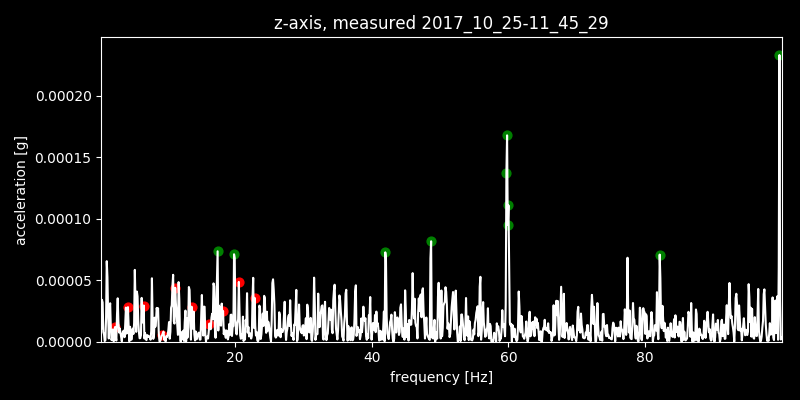 z-axis, measured 2017_10_25-11_45_29
0.00020
0.00015
0.00010
0.00005
0.00000
acceleration [g]
20 40 60 80
frequency [Hz]